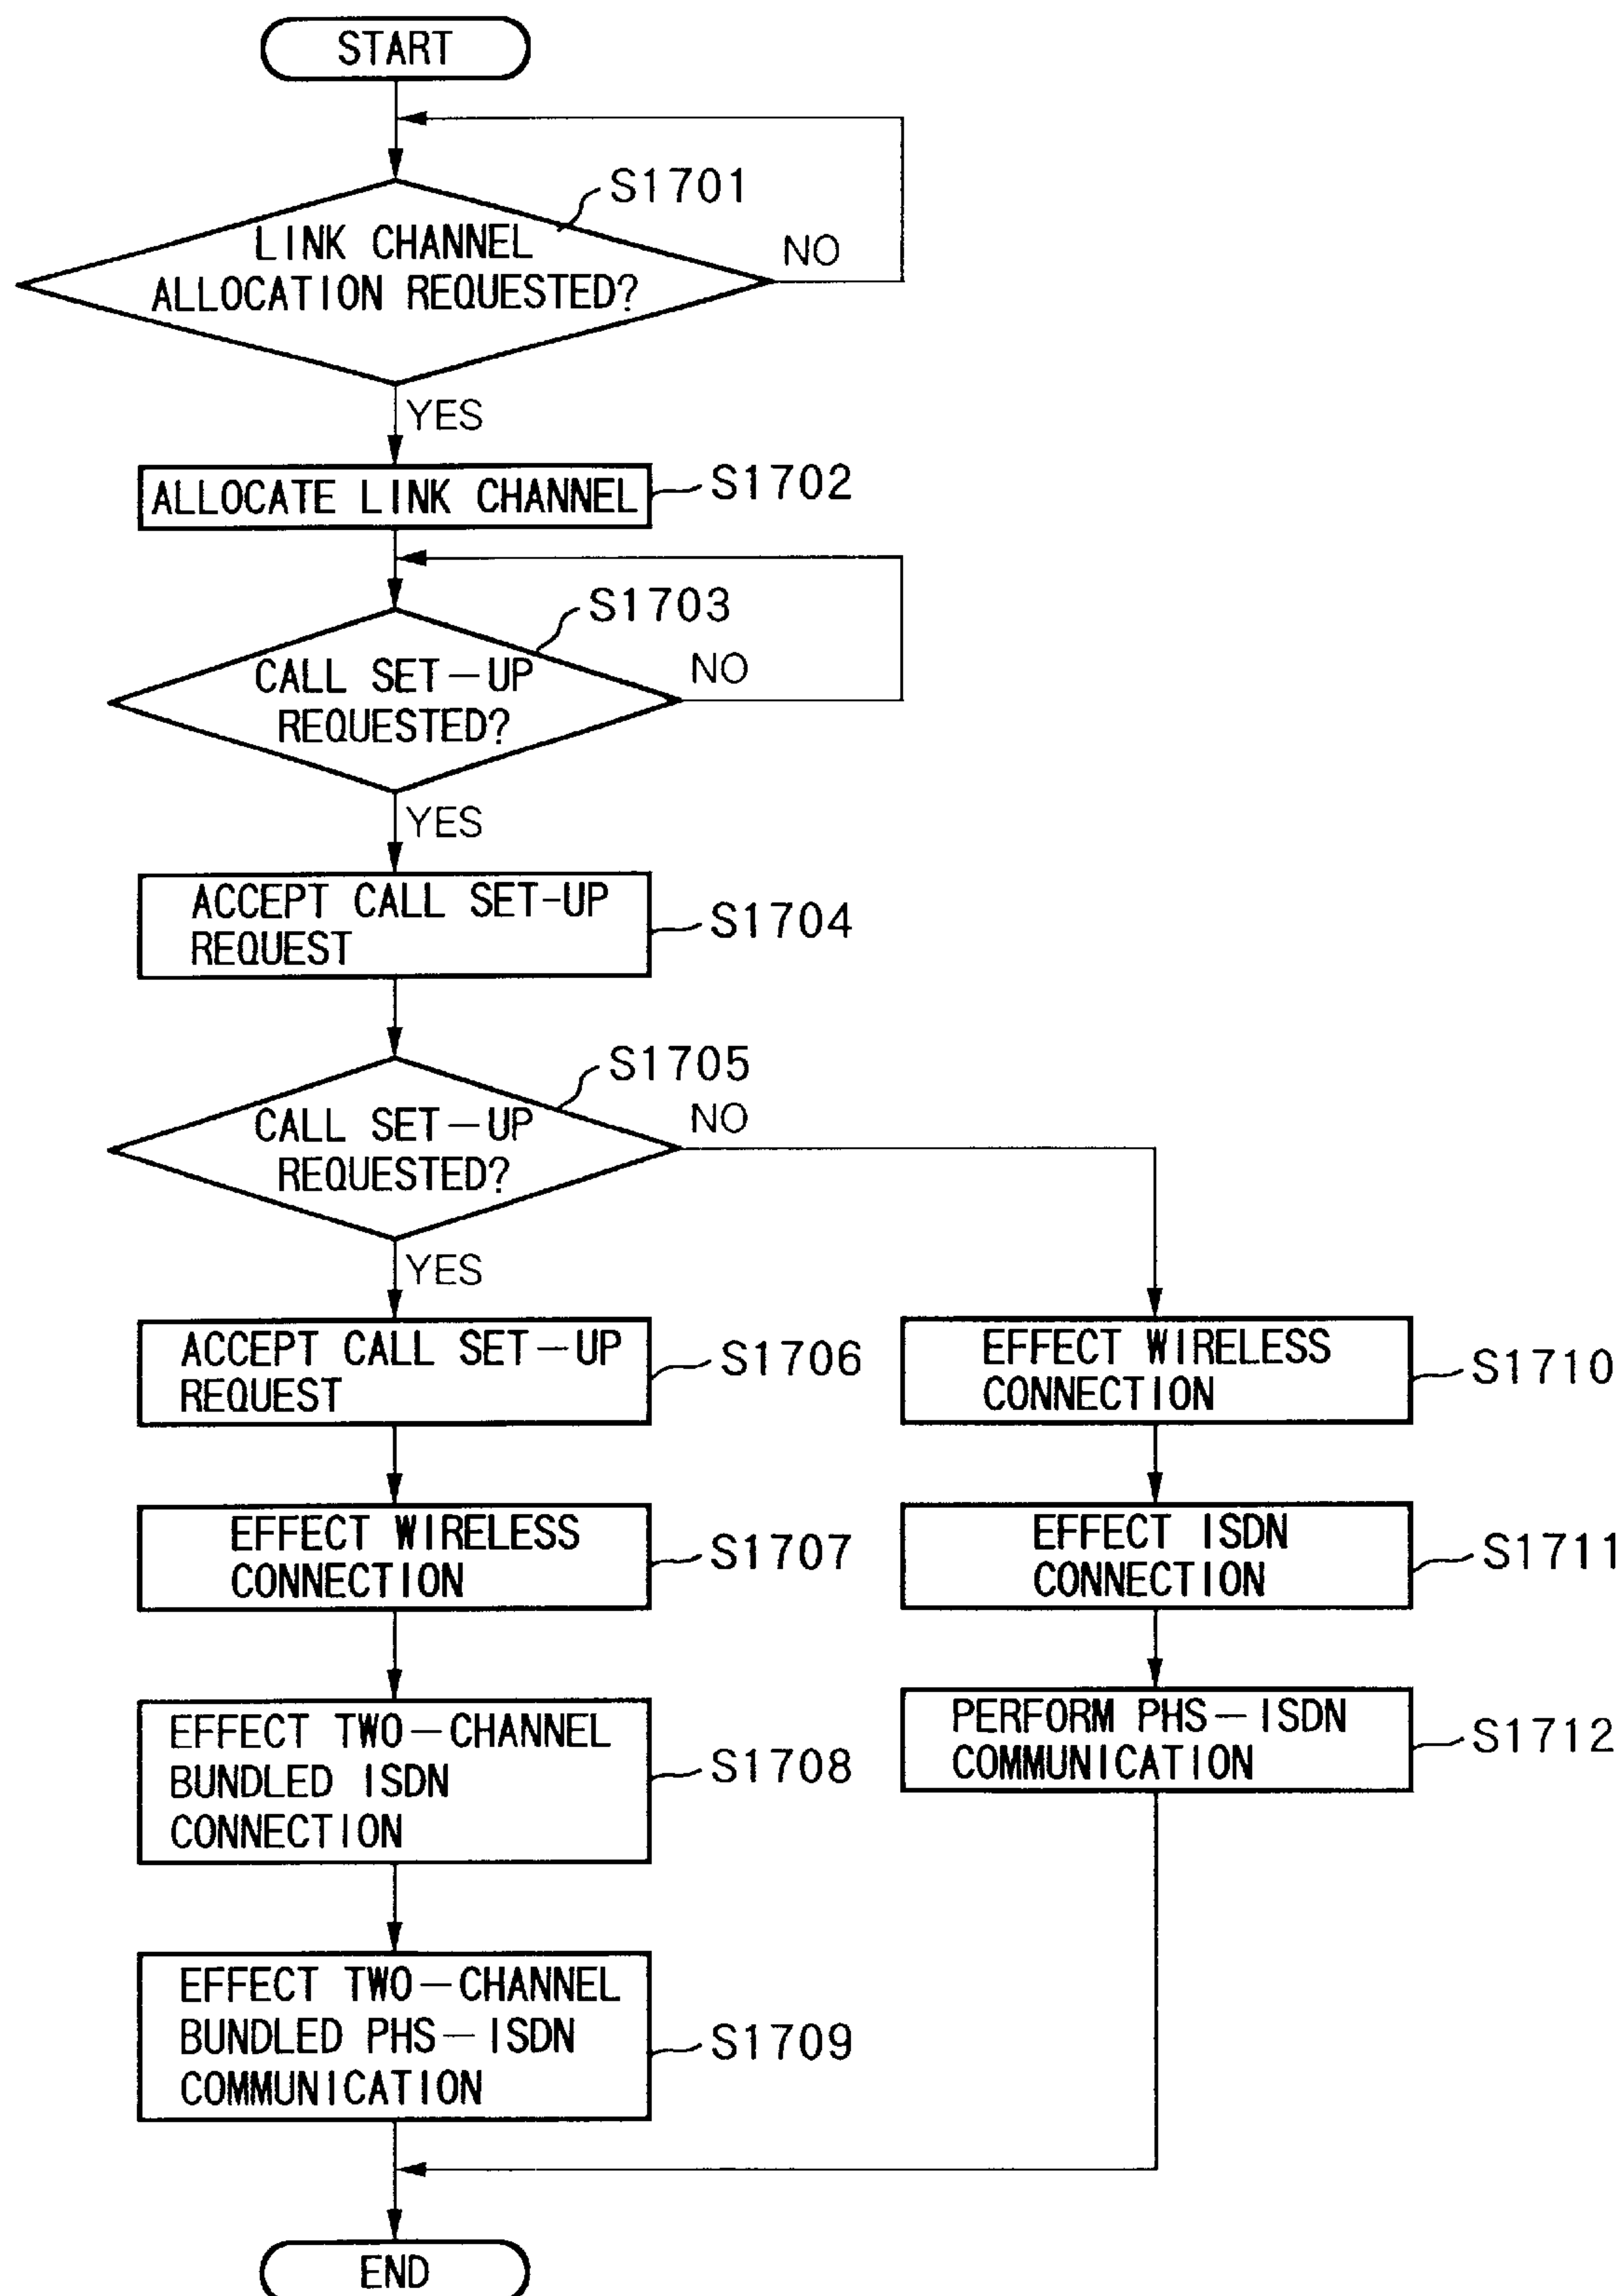 START
S1701
LINK CHANNEL
ALLOCATION REQUESTED?
NO
YES
ALLOCATE LINK CHANNEL
S1702
S1703
CALL SET-UP
REQUESTED?
NO
YES
ACCEPT CALL SET-UP
REQUEST
S1704
S1705
CALL SET-UP
REQUESTED?
NO
YES
ACCEPT CALL SET-UP
REQUEST
S1706
EFFECT WIRELESS
CONNECTION
S1707
EFFECT TWO-CHANNEL
BUNDLED ISDN
CONNECTION
S1708
EFFECT TWO-CHANNEL
BUNDLED PHS-ISDN
COMMUNICATION
S1709
EFFECT WIRELESS
CONNECTION
S1710
EFFECT ISDN
CONNECTION
S1711
PERFORM PHS-ISDN
COMMUNICATION
S1712
END